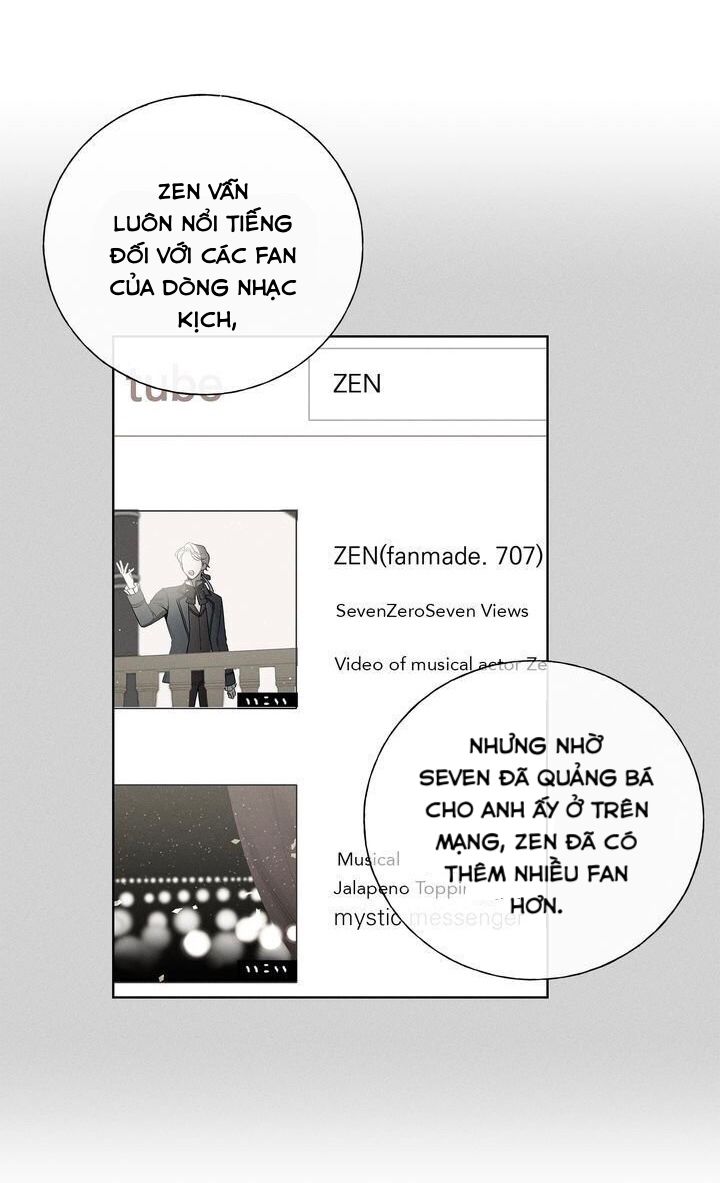 ZEN VẪN
LUÔN NỔI TIẾNG
ĐỐI VỚI CÁC FAN
CỦA DÒNG NHẠC
KỊCH,
tube
ZEN
ZEN(fanmade. 707)
SevenZeroSeven Views
Video of musical actor Ze
NHƯNG NHỜ
SEVEN ĐÃ QUẢNG BÁ
CHO ANH ẤY Ở TRÊN
MẠNG, ZEN ĐÃ CÓ
THÊM NHIỀU FAN
HƠN.
Musical
Jalapeno Toppin
mystic messenger